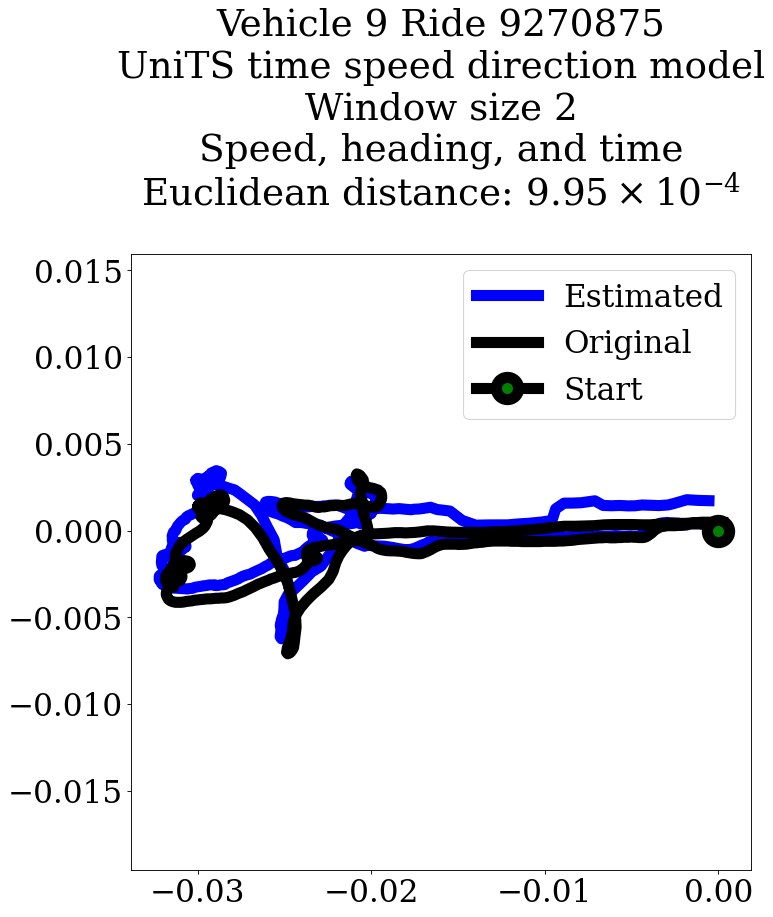 Vehicle 9 Ride 9270875
UniTS time speed direction model
Window size 2
Speed, heading, and time
Euclidean distance: 9.95 × 10⁻⁴
Estimated
Original
Start
0.015
0.010
0.005
0.000
−0.005
−0.010
−0.015
−0.03 −0.02 −0.01 0.00